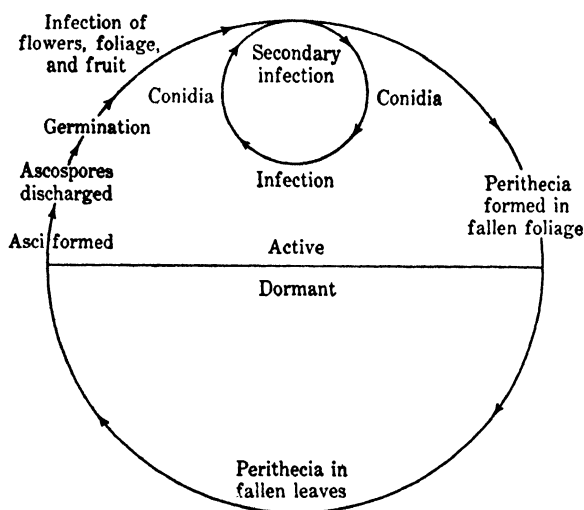 Infection of
flowers, foliage,
and fruit
Secondary
infection
Conidia
Conidia
Germination
Infection
Ascospores
discharged
Perithecia
formed in
fallen foliage
Asci formed
Active
Dormant
Perithecia in
fallen leaves